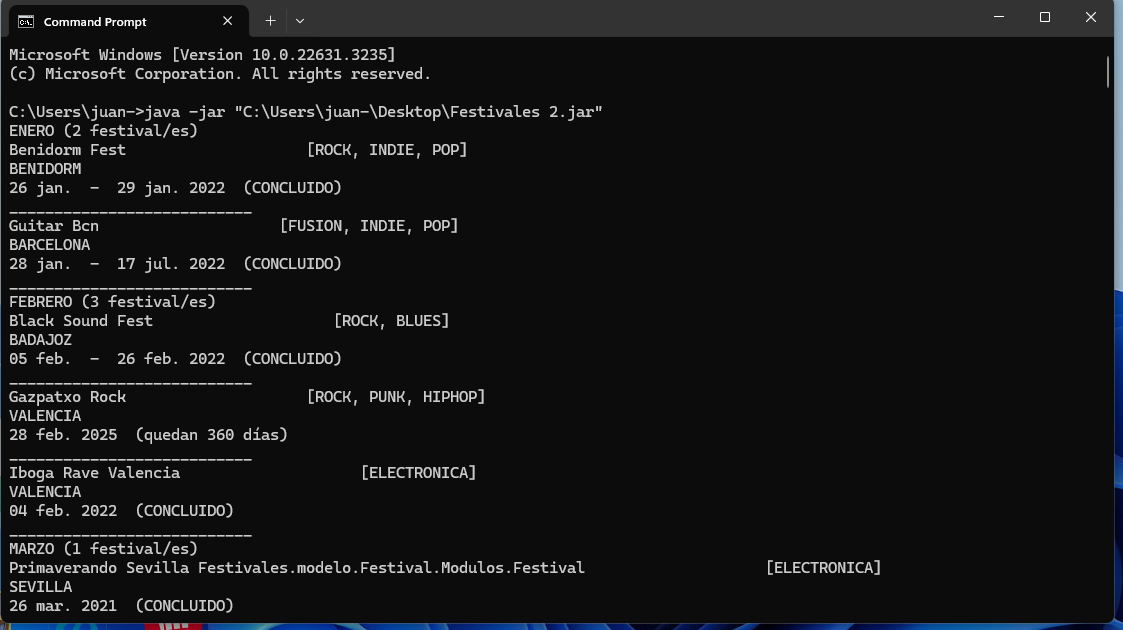 Command Prompt
Microsoft Windows [Version 10.0.22631.3235]
(c) Microsoft Corporation. All rights reserved.
C:\Users\juan->java -jar "C:\Users\juan-\Desktop\Festivales 2.jar"
ENERO (2 festival/es)
Benidorm Fest                    [ROCK, INDIE, POP]
BENIDORM
26 jan.  -  29 jan. 2022  (CONCLUIDO)
___________________________
Guitar Bcn                    [FUSION, INDIE, POP]
BARCELONA
28 jan.  -  17 jul. 2022  (CONCLUIDO)
___________________________
FEBRERO (3 festival/es)
Black Sound Fest                    [ROCK, BLUES]
BADAJOZ
05 feb.  -  26 feb. 2022  (CONCLUIDO)
___________________________
Gazpatxo Rock                    [ROCK, PUNK, HIPHOP]
VALENCIA
28 feb. 2025  (quedan 360 días)
___________________________
Iboga Rave Valencia                    [ELECTRONICA]
VALENCIA
04 feb. 2022  (CONCLUIDO)
___________________________
MARZO (1 festival/es)
Primaverando Sevilla Festivales.modelo.Festival.Modulos.Festival                    [ELECTRONICA]
SEVILLA
26 mar. 2021  (CONCLUIDO)